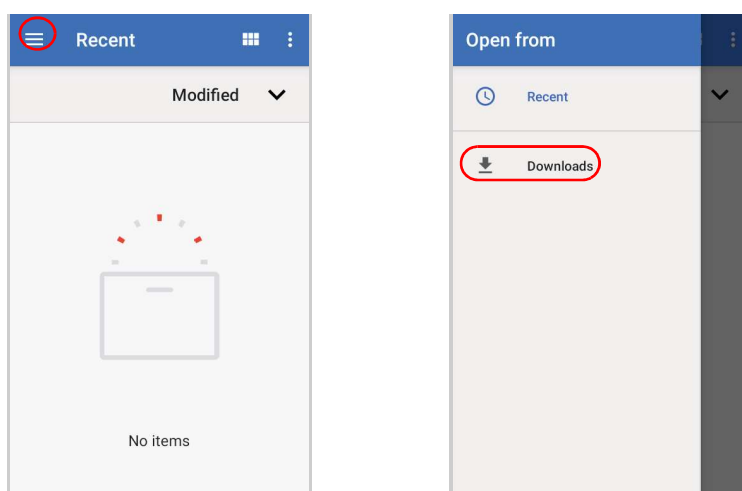 Recent
Modified
No items
Open from
Recent
Downloads